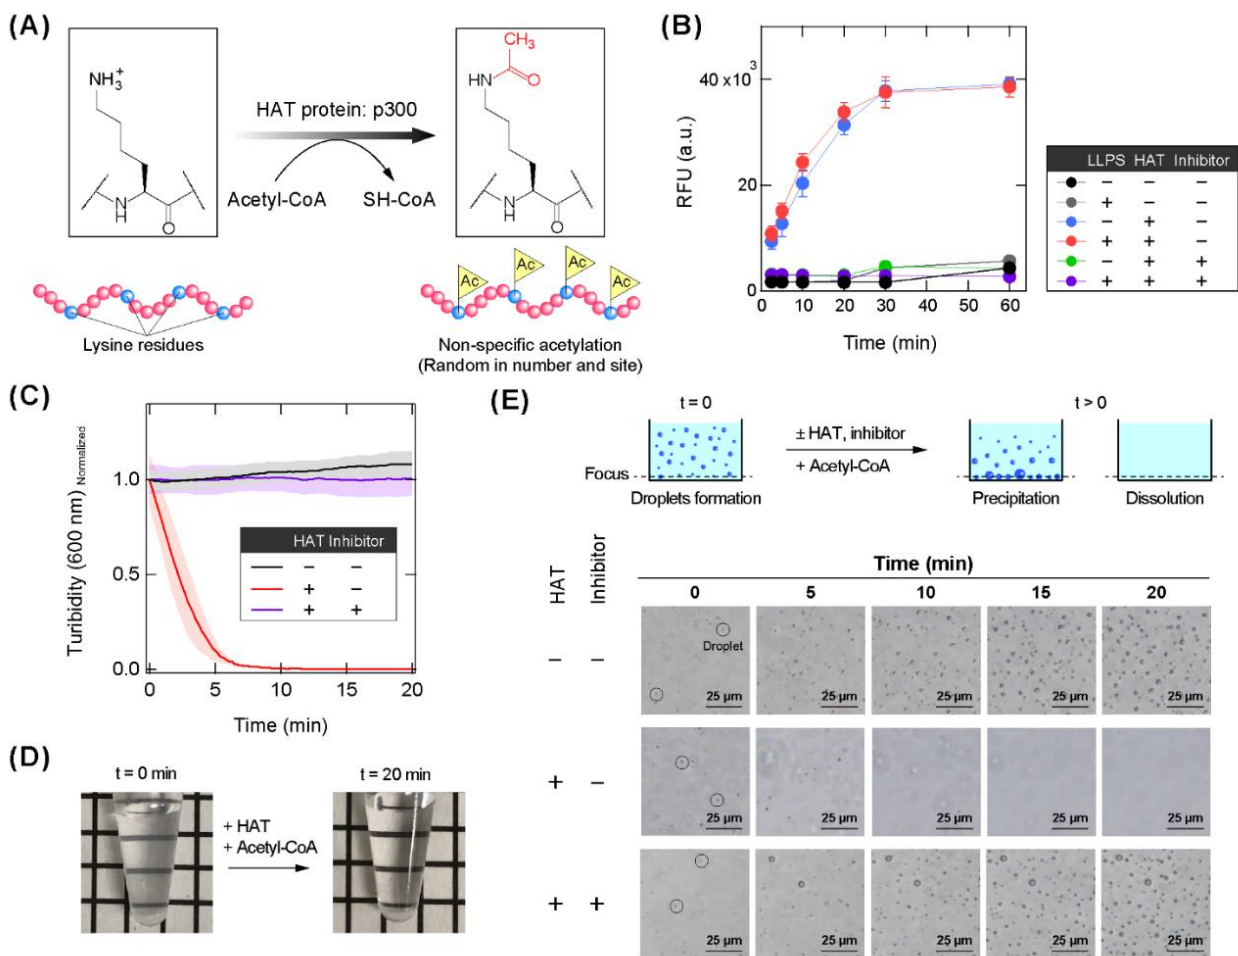 (A)
NH3+
N
H
O
HAT protein: p300
Acetyl-CoA
SH-CoA
CH3
NH
O
N
H
O
Lysine residues
Ac
Ac
Ac
Ac
Non-specific acetylation
(Random in number and site)
(B)
40 x 10³
20
0
RFU (a.u.)
0 10 20 30 40 50 60
Time (min)
LLPS HAT Inhibitor
− − −
+ − −
− + −
+ + −
− + +
+ + +
(C)
Turibidity (600 nm) Normalized
1.0
0.5
0.0
0 5 10 15 20
Time (min)
HAT Inhibitor
− −
+ −
+ +
(D)
t = 0 min
+ HAT
+ Acetyl-CoA
t = 20 min
(E)
t = 0
t > 0
± HAT, inhibitor
+ Acetyl-CoA
Focus
Droplets formation
Precipitation
Dissolution
HAT
Inhibitor
Time (min)
0 5 10 15 20
− −
Droplet
25 μm 25 μm 25 μm 25 μm 25 μm
+ −
25 μm 25 μm 25 μm 25 μm 25 μm
+ +
25 μm 25 μm 25 μm 25 μm 25 μm